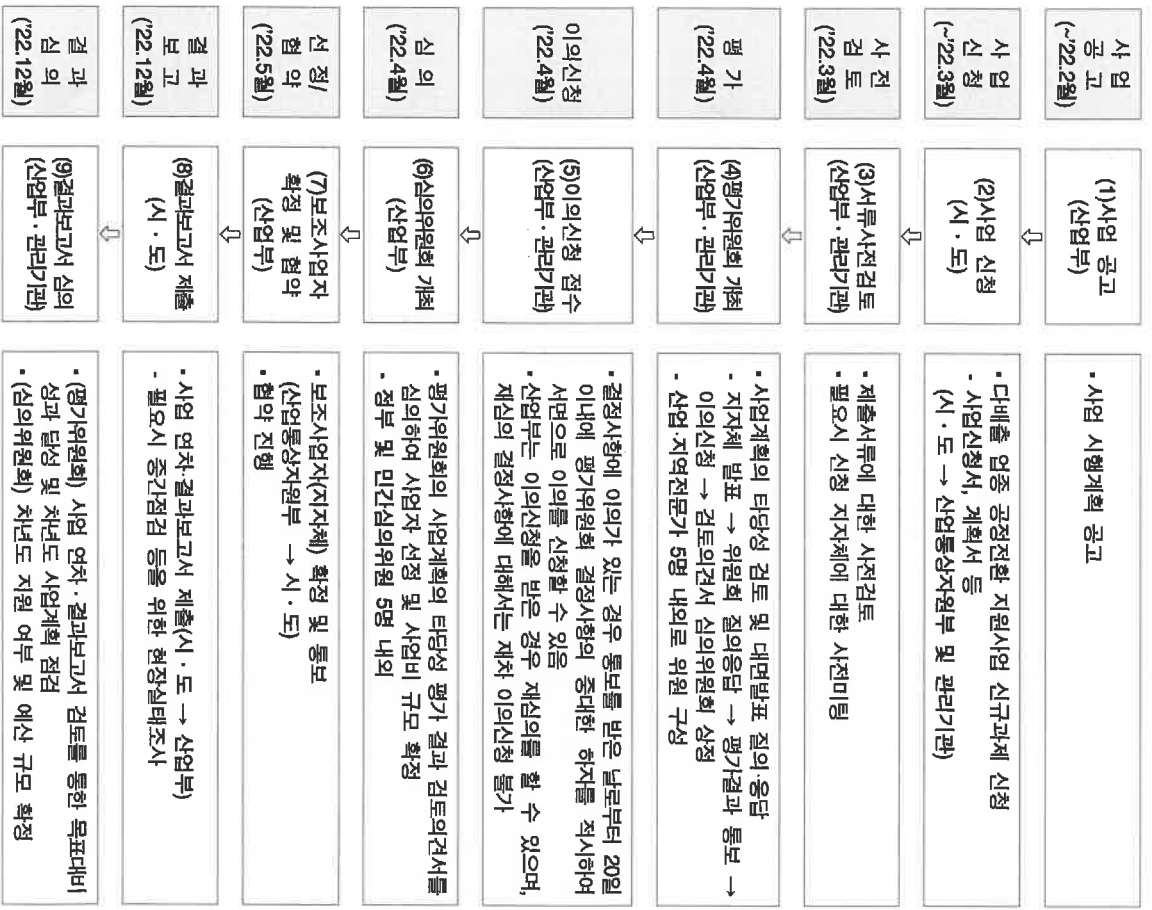 사 업
공 고
(~'22.2월)
(1)사업 공고
(산업부)
▪ 사업 시행계획 공고
사 업
신 청
(~'22.3월)
(2)사업 신청
(시 · 도)
▪ 다배출 업종 공정전환 지원사업 신규과제 신청
- 사업신청서, 계획서 등
(시 · 도 → 산업통상자원부 및 관리기관)
사 전
검 토
('22.3월)
(3)서류사전검토
(산업부 · 관리기관)
▪ 제출서류에 대한 사전검토
▪ 필요시 신청 지자체에 대한 사전미팅
평 가
('22.4월)
(4)평가위원회 개최
(산업부 · 관리기관)
▪ 사업계획의 타당성 검토 및 대면발표 질의·응답
- 지자체 발표 → 위원회 질의응답 → 평가결과 통보 →
이의신청 → 검토의견서 심의위원회 상정
- 산업·지역전문가 5명 내외로 위원 구성
이의신청
('22.4월)
(5)이의신청 접수
(산업부 · 관리기관)
▪ 결정사항에 이의가 있는 경우 통보를 받은 날로부터 20일
이내에 평가위원회 결정사항의 중대한 하자를 적시하여
서면으로 이의를 신청할 수 있음
▪ 산업부는 이의신청을 받은 경우 재심의를 할 수 있으며,
재심의 결정사항에 대해서는 재차 이의신청 불가
심 의
('22.4월)
(6)심의위원회 개최
(산업부)
▪ 평가위원회의 사업계획의 타당성 평가 결과 검토의견서를
심의하여 사업자 선정 및 사업비 규모 확정
- 정부 및 민간심의위원 5명 내외
선 정/
협 약
('22.5월)
(7)보조사업자
확정 및 협약
(산업부)
▪ 보조사업자(지자체) 확정 및 통보
(산업통상자원부 → 시 · 도)
▪ 협약 진행
결 과
보 고
('22.12월)
(8)결과보고서 제출
(시 · 도)
▪ 사업 연차·결과보고서 제출(시 · 도 → 산업부)
- 필요시 중간점검 등을 위한 현장실태조사
결 과
심 의
('22.12월)
(9)결과보고서 심의
(산업부 · 관리기관)
▪ (평가위원회) 사업 연차 · 결과보고서 검토를 통한 목표대비
성과 달성 및 차년도 사업계획 점검
▪ (심의위원회) 차년도 지원 여부 및 예산 규모 확정